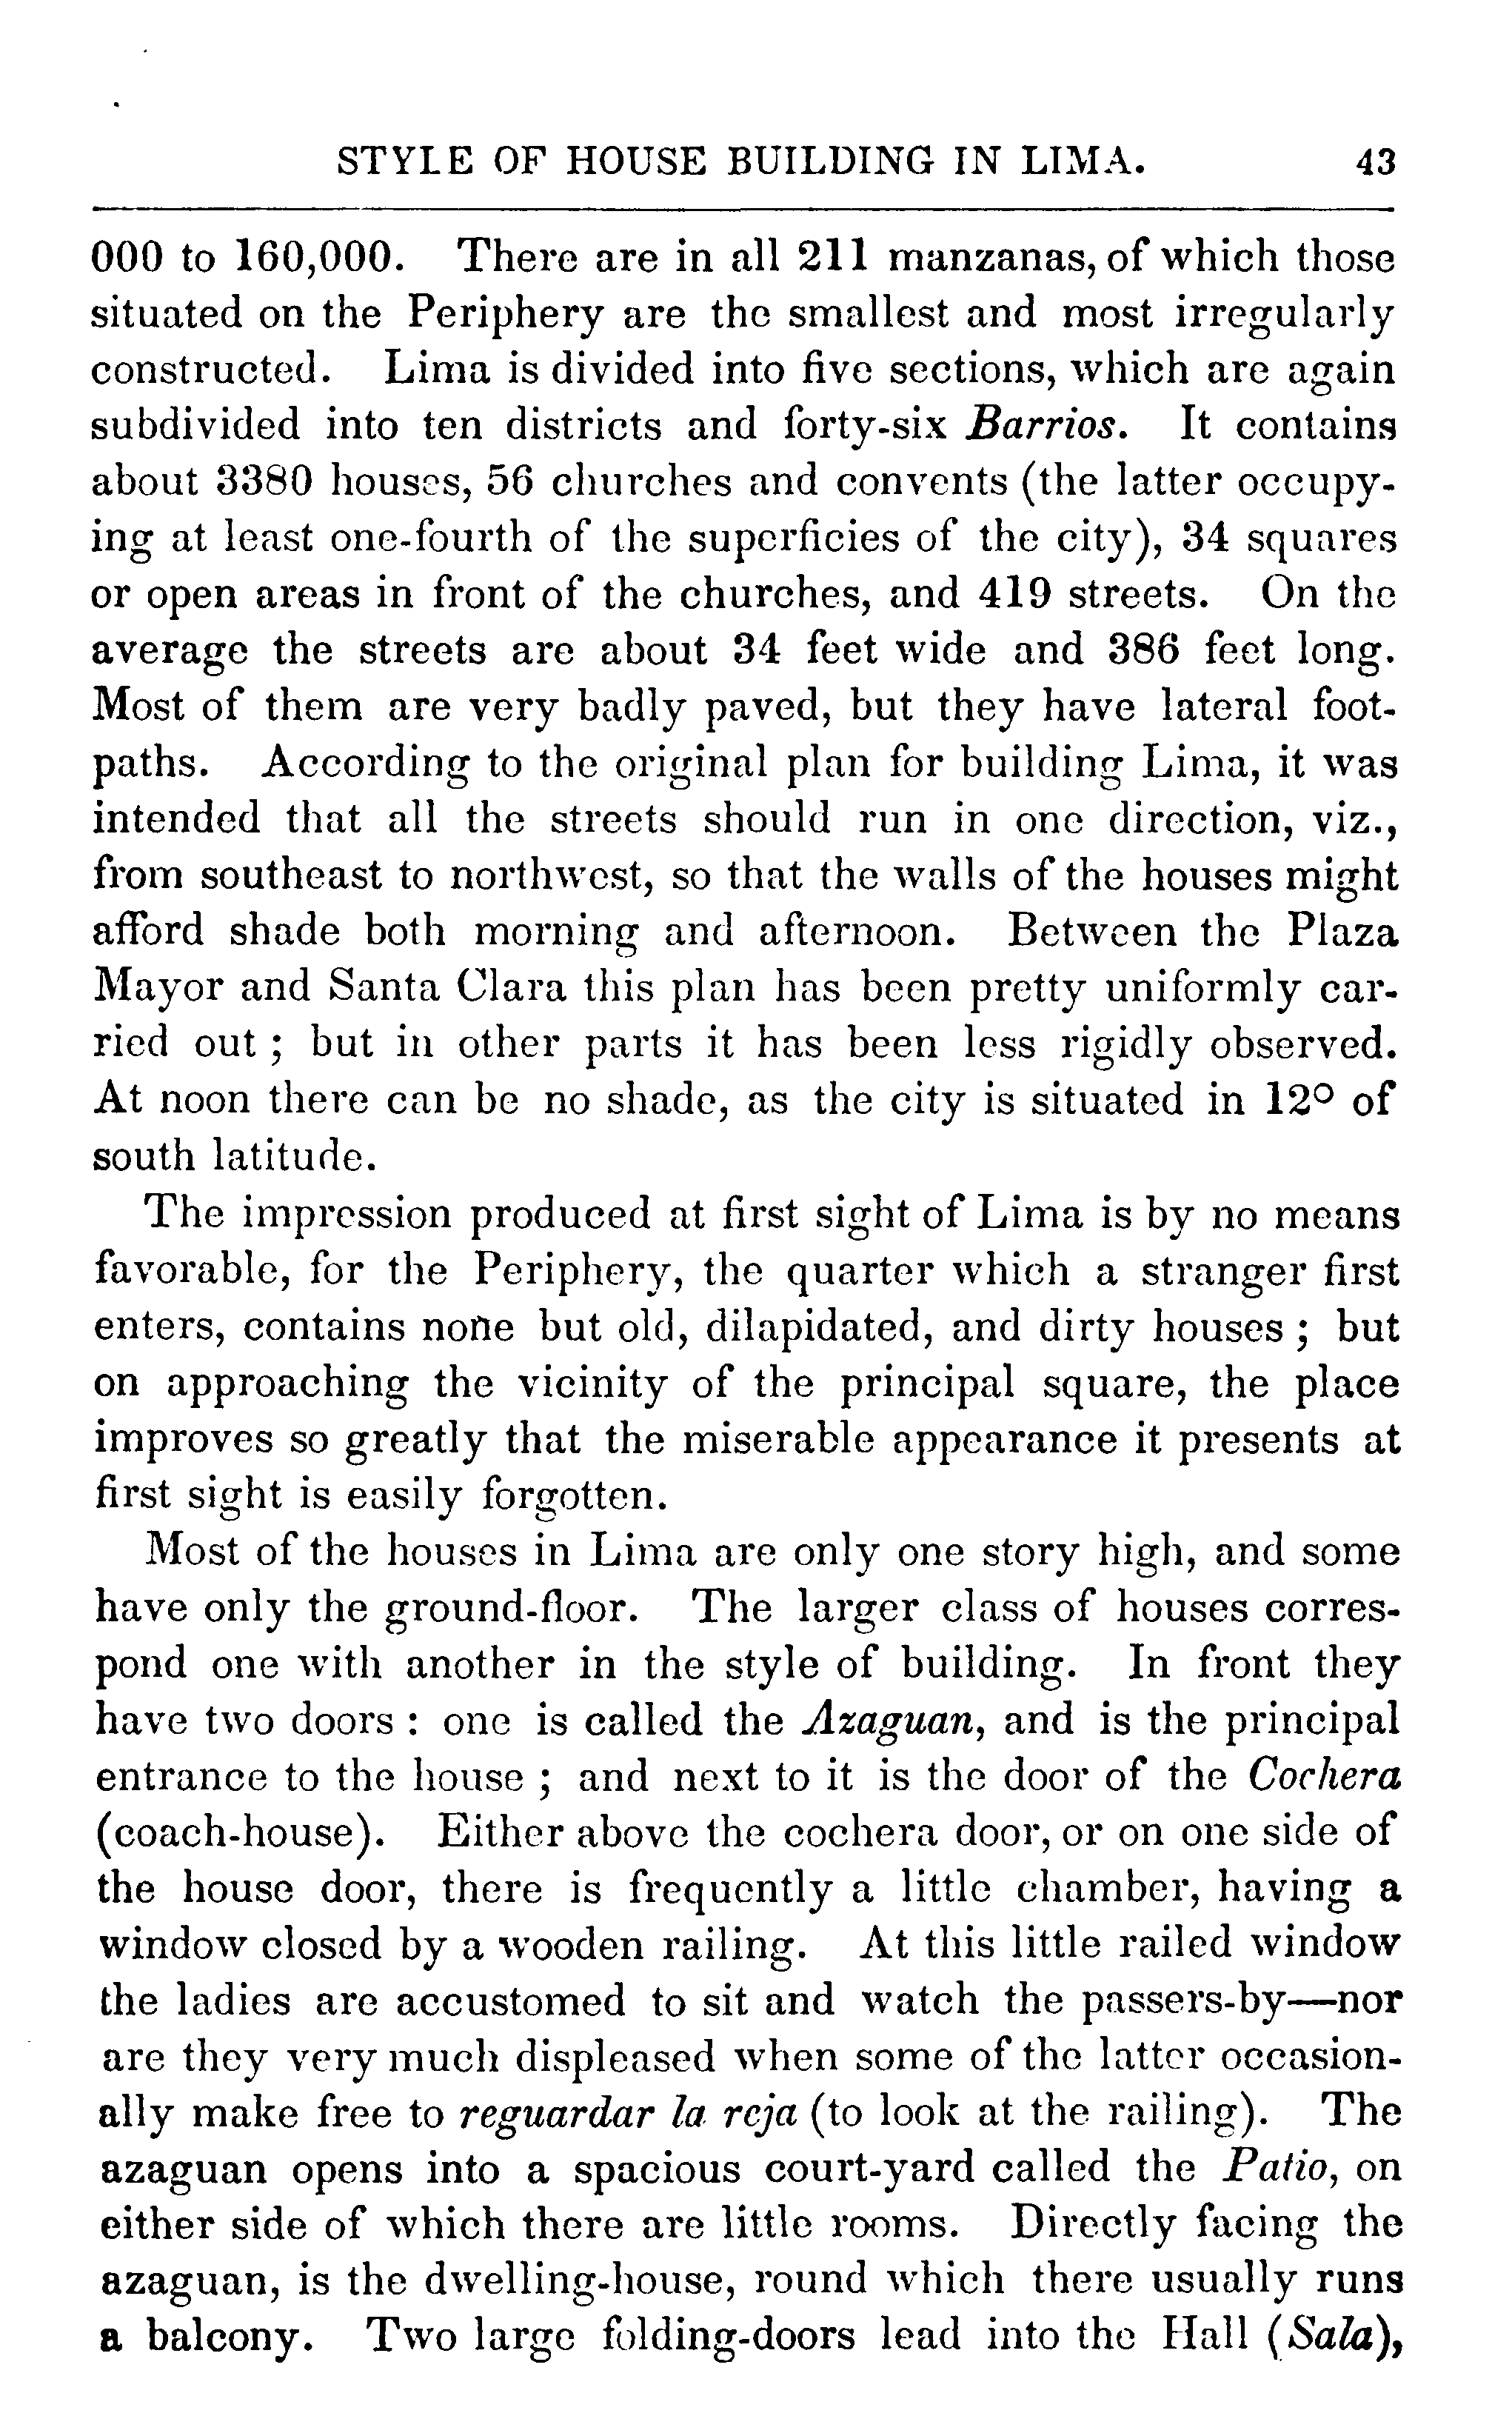 STYLE OF HOUSE BUILDING IN LIMA. 43
000 to 160,000. There are in all 211 manzanas, of which those
situated on the Periphery are the smallest and most irregularly
constructed. Lima is divided into five sections, which are again
subdivided into ten districts and forty-six Barrios. It contains
about 3380 houses, 56 churches and convents (the latter occupy-
ing at least one-fourth of the superficies of the city), 34 squares
or open areas in front of the churches, and 419 streets. On the
average the streets are about 34 feet wide and 386 feet long.
Most of them are very badly paved, but they have lateral foot-
paths. According to the original plan for building Lima, it was
intended that all the streets should run in one direction, viz.,
from southeast to northwest, so that the walls of the houses might
afford shade both morning and afternoon. Between the Plaza
Mayor and Santa Clara this plan has been pretty uniformly car-
ried out ; but in other parts it has been less rigidly observed.
At noon there can be no shade, as the city is situated in 12° of
south latitude.
The impression produced at first sight of Lima is by no means
favorable, for the Periphery, the quarter which a stranger first
enters, contains none but old, dilapidated, and dirty houses ; but
on approaching the vicinity of the principal square, the place
improves so greatly that the miserable appearance it presents at
first sight is easily forgotten.
Most of the houses in Lima are only one story high, and some
have only the ground-floor. The larger class of houses corres-
pond one with another in the style of building. In front they
have two doors : one is called the Azaguan, and is the principal
entrance to the house ; and next to it is the door of the Cochera
(coach-house). Either above the cochera door, or on one side of
the house door, there is frequently a little chamber, having a
window closed by a wooden railing. At this little railed window
the ladies are accustomed to sit and watch the passers-by—nor
are they very much displeased when some of the latter occasion-
ally make free to reguardar la reja (to look at the railing). The
azaguan opens into a spacious court-yard called the Patio, on
either side of which there are little rooms. Directly facing the
azaguan, is the dwelling-house, round which there usually runs
a balcony. Two large folding-doors lead into the Hall (Sala),